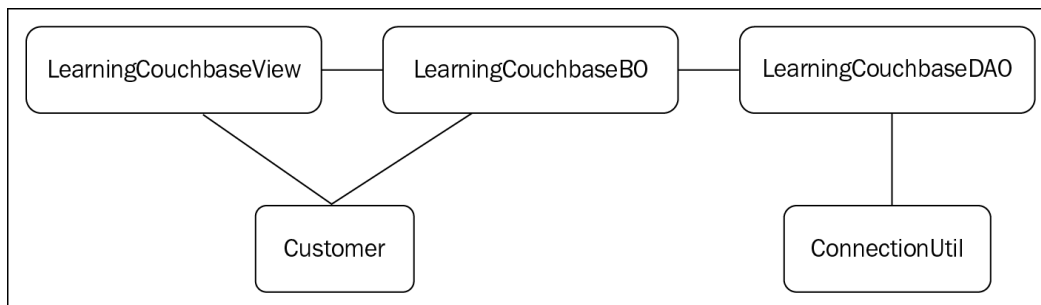 LearningCouchbaseView
LearningCouchbaseBO
LearningCouchbaseDAO
Customer
ConnectionUtil